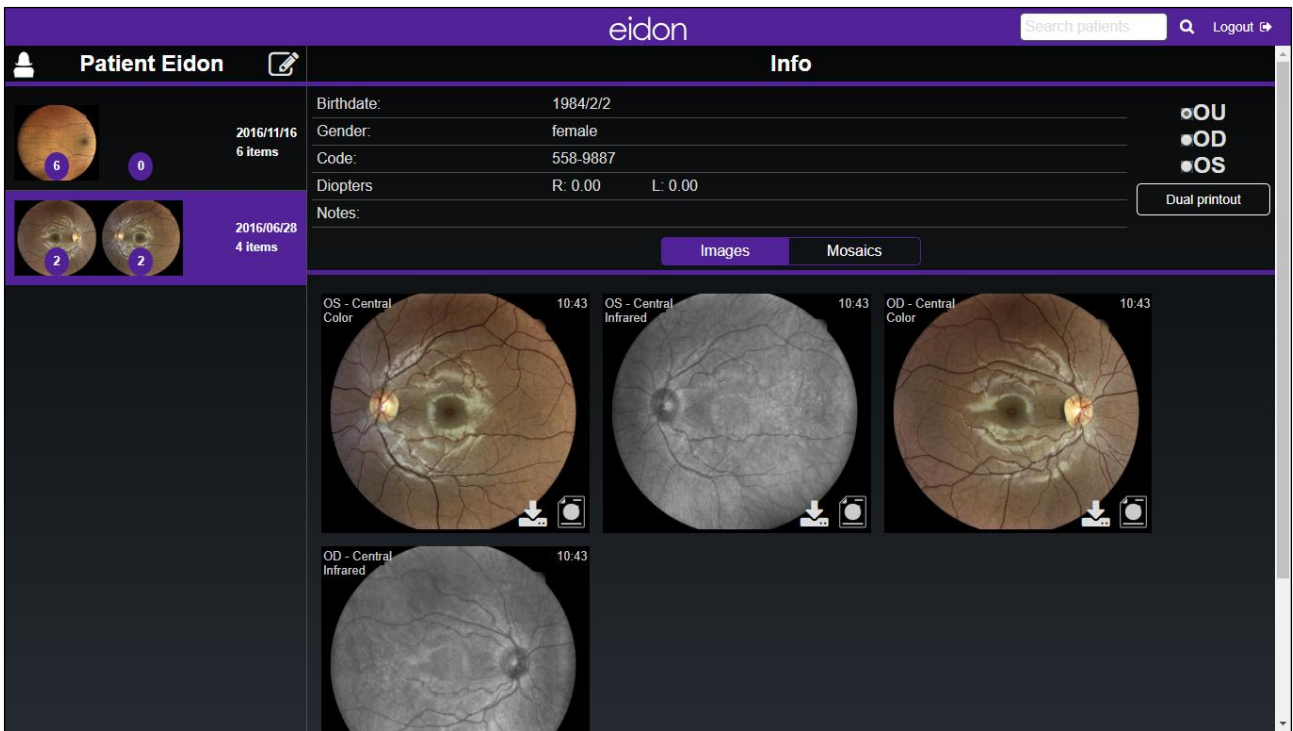 eidon
Search patients
Logout
Patient Eidon
Info
6
0
2016/11/16
6 items
2
2
2016/06/28
4 items
Birthdate: 1984/2/2
Gender: female
Code: 558-9887
Diopters R: 0.00 L: 0.00
Notes:
OU
OD
OS
Dual printout
Images Mosaics
OS - Central 10:43
Color
OS - Central 10:43
Infrared
OD - Central 10:43
Color
OD - Central 10:43
Infrared